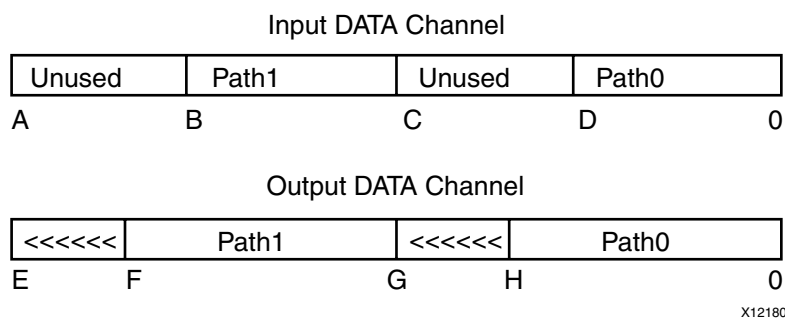 Input DATA Channel
Unused Path1 Unused Path0
A B C D 0
Output DATA Channel
<<<<<< Path1 <<<<<< Path0
E F G H 0
X12180